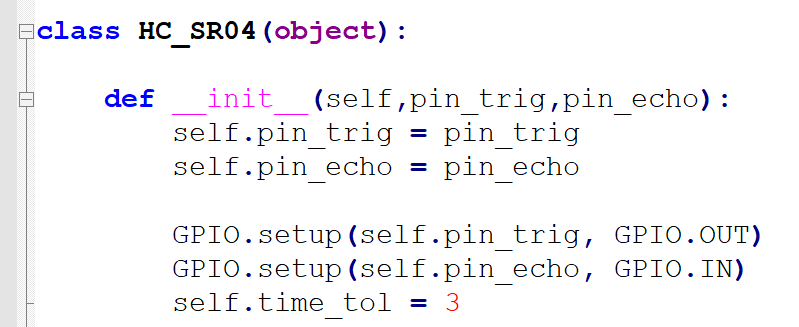 class HC_SR04(object):
def __init__(self,pin_trig,pin_echo):
self.pin_trig = pin_trig
self.pin_echo = pin_echo
GPIO.setup(self.pin_trig, GPIO.OUT)
GPIO.setup(self.pin_echo, GPIO.IN)
self.time_tol = 3